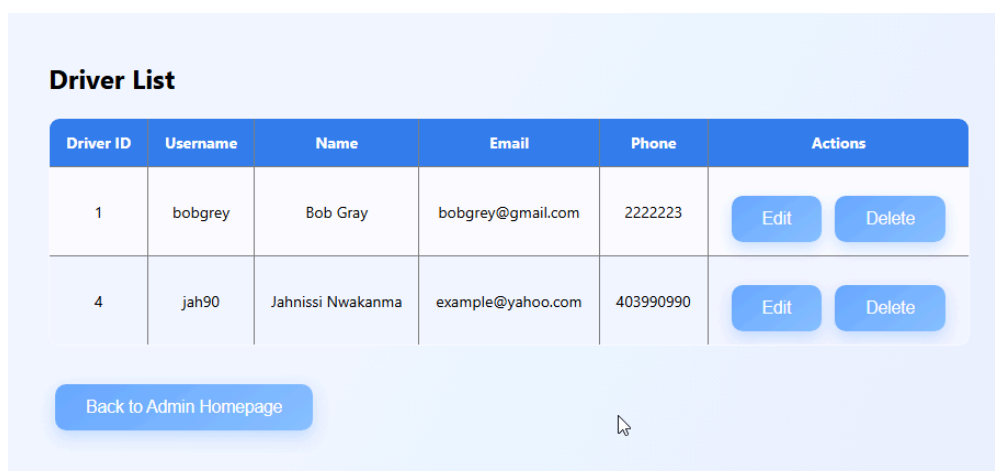 Driver List
Driver ID Username Name Email Phone Actions
1 bobgrey Bob Gray bobgrey@gmail.com 2222223 Edit Delete
4 jah90 Jahnissi Nwakanma example@yahoo.com 403990990 Edit Delete
Back to Admin Homepage